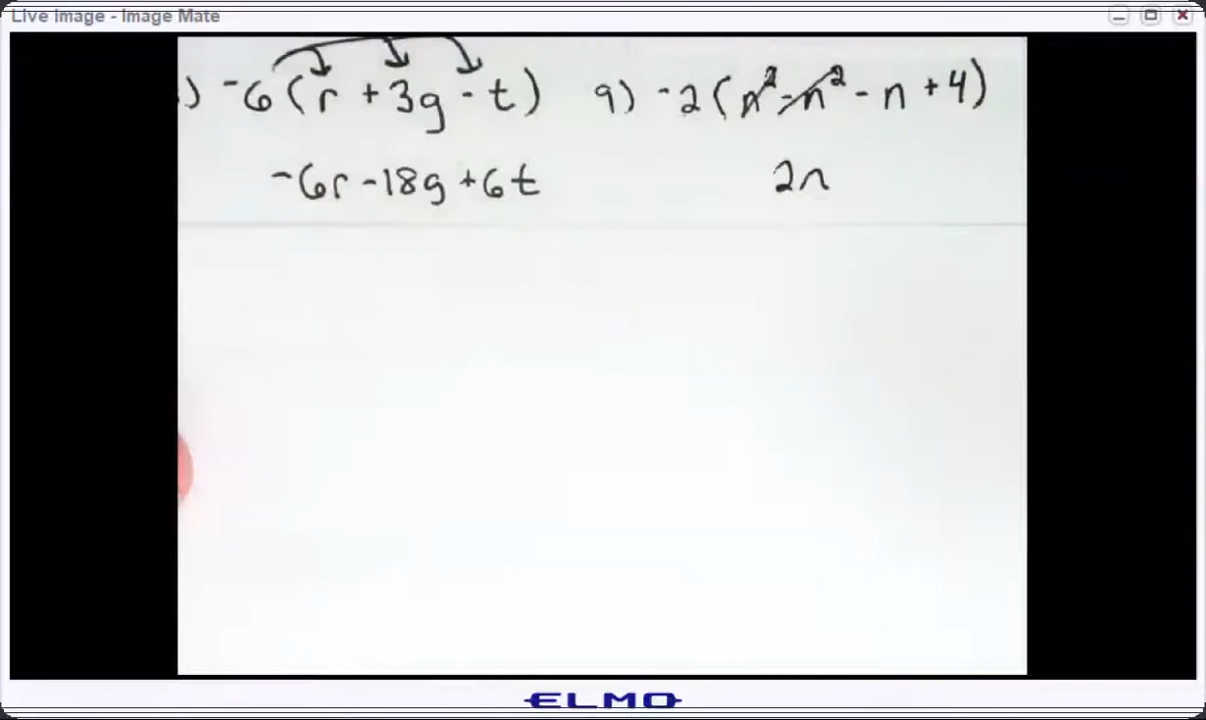 Live image - Image Mate
) -6 (r + 3g - t) 9) -2 (n² - n² - n + 4)
-6r - 18g + 6t 2n
ELMO